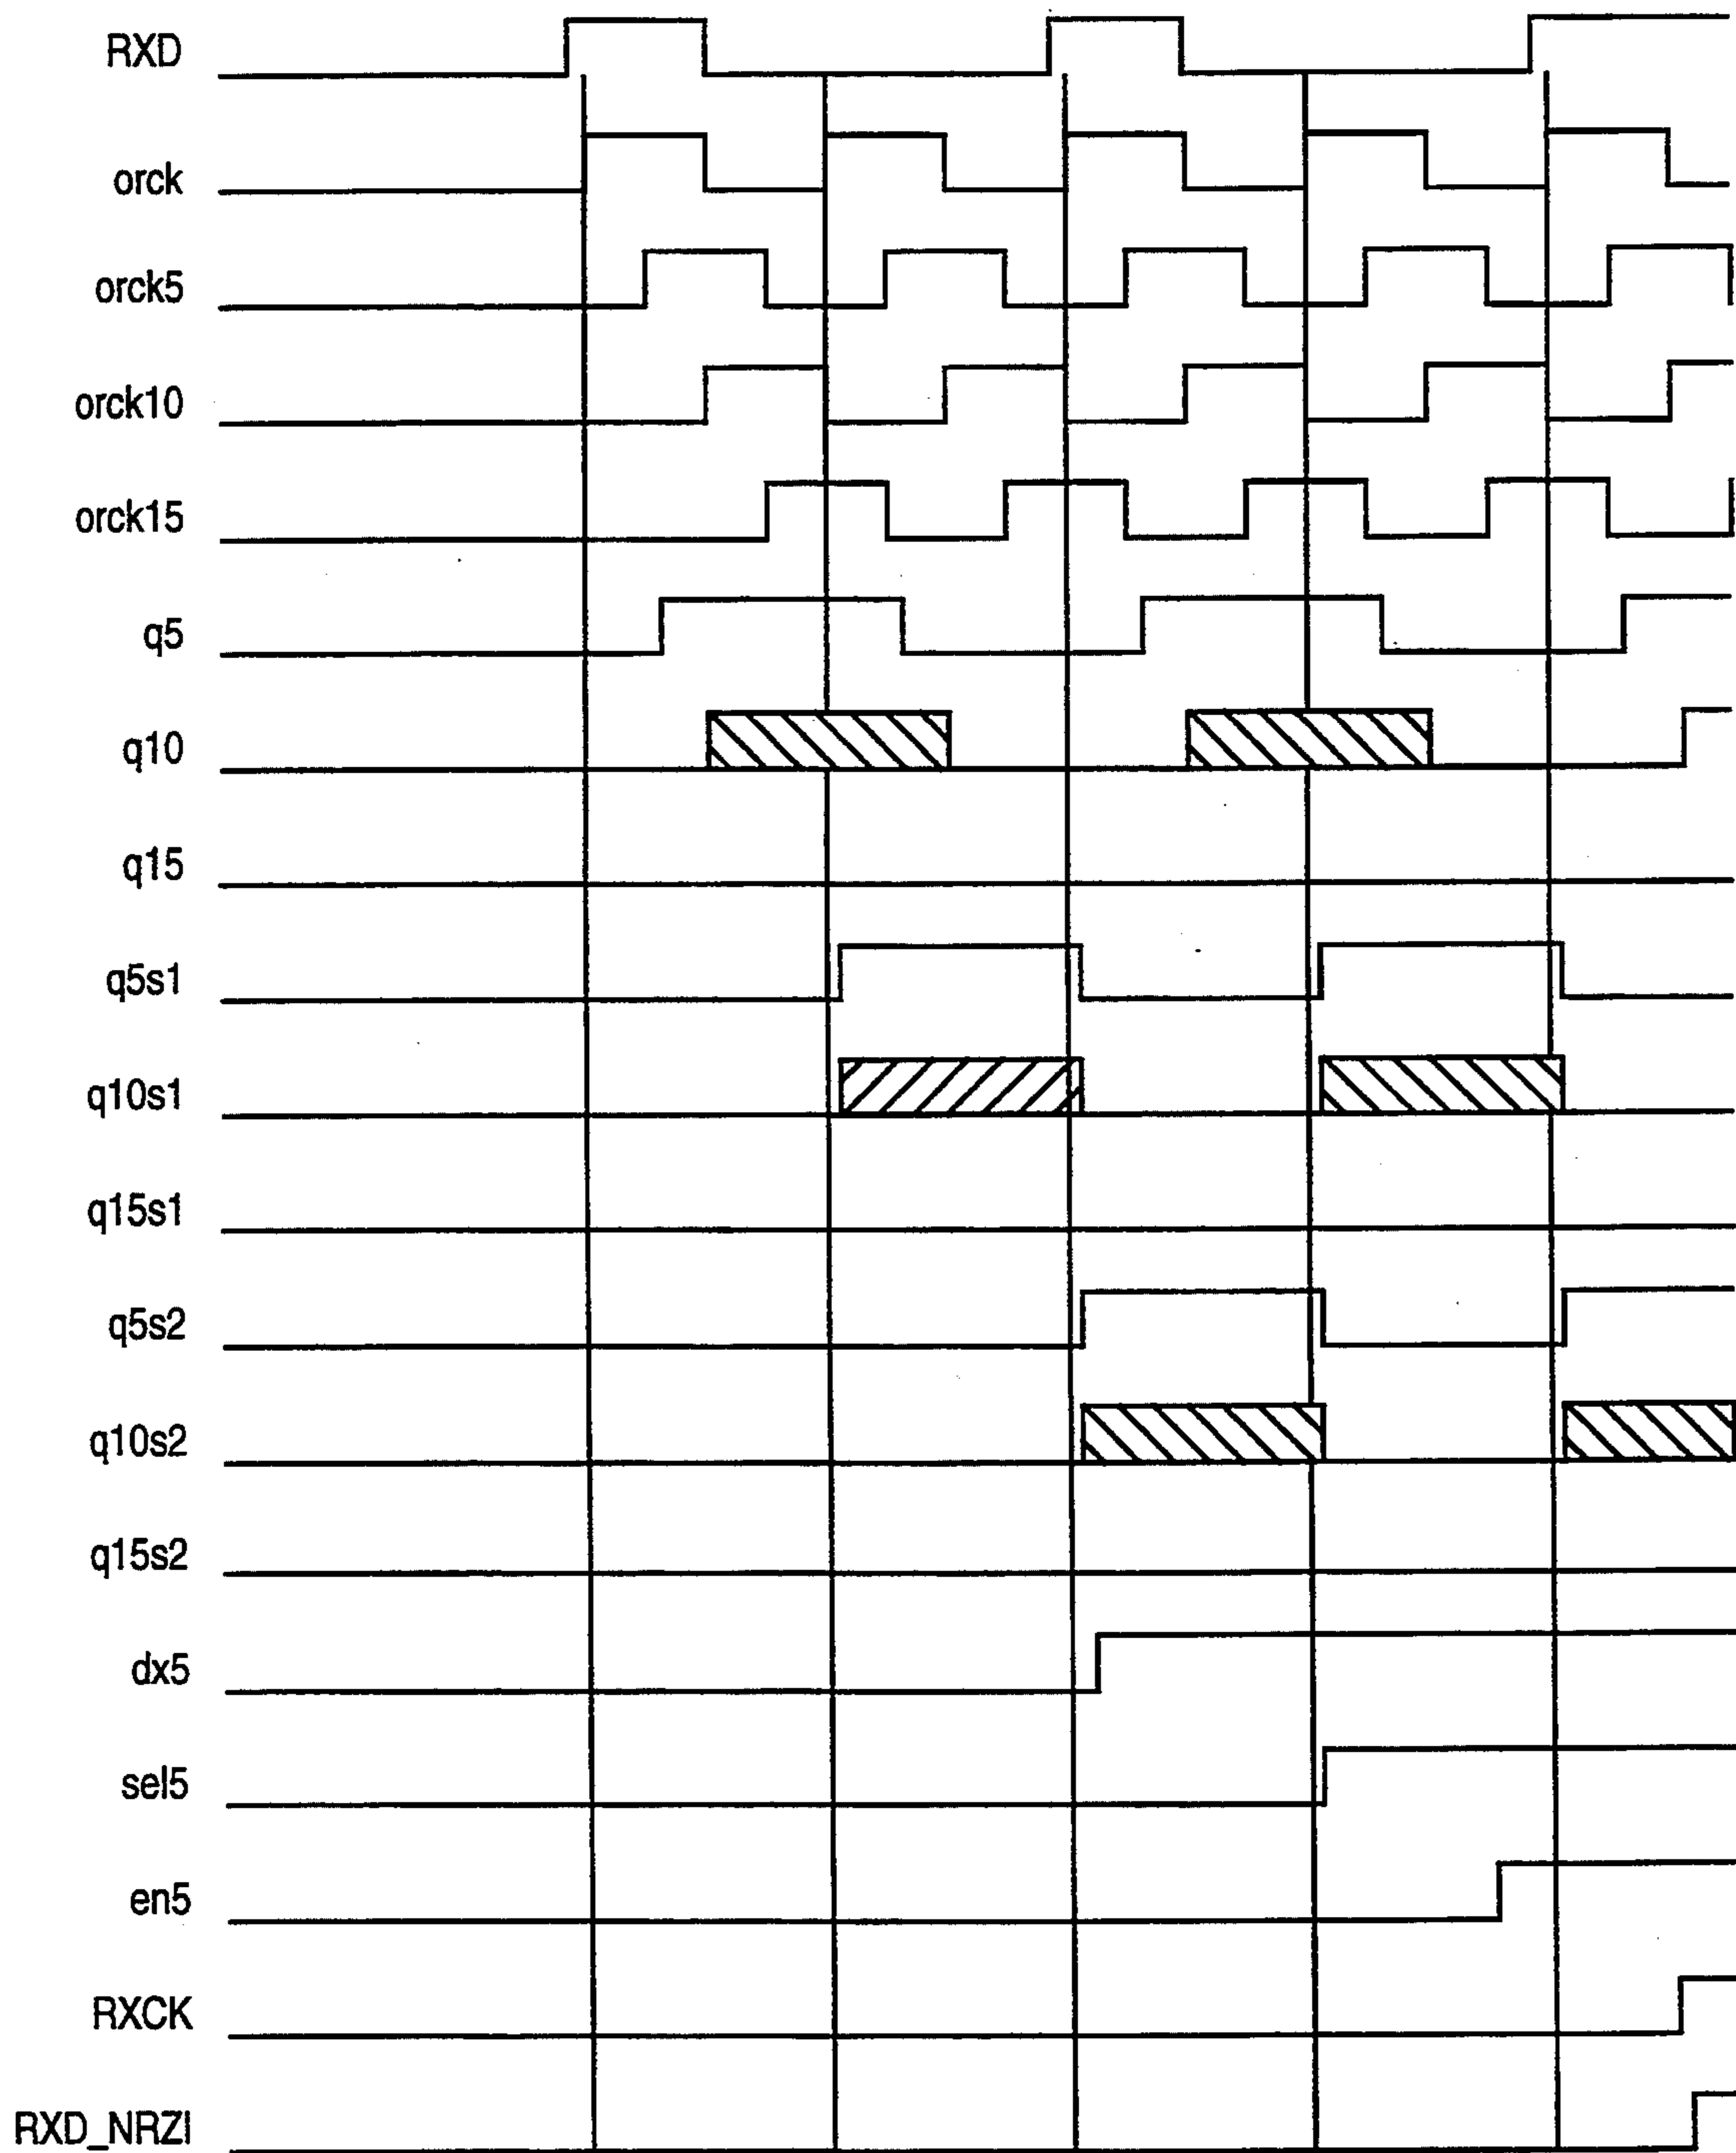 RXD
orck
orck5
orck10
orck15
q5
q10
q15
q5s1
q10s1
q15s1
q5s2
q10s2
q15s2
dx5
sel5
en5
RXCK
RXD_NRZI